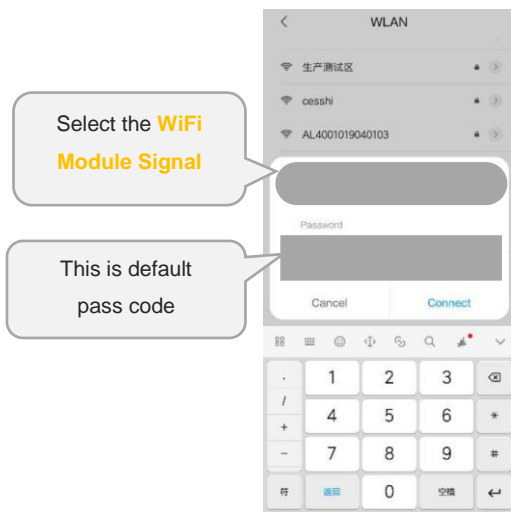 WLAN
生产测试区
cesshi
AL4001019040103
Select the WiFi
Module Signal
Password
This is default
pass code
Cancel
Connect
. 1 2 3
/
4 5 6 *
+
- 7 8 9 #
符 返回 0 空格